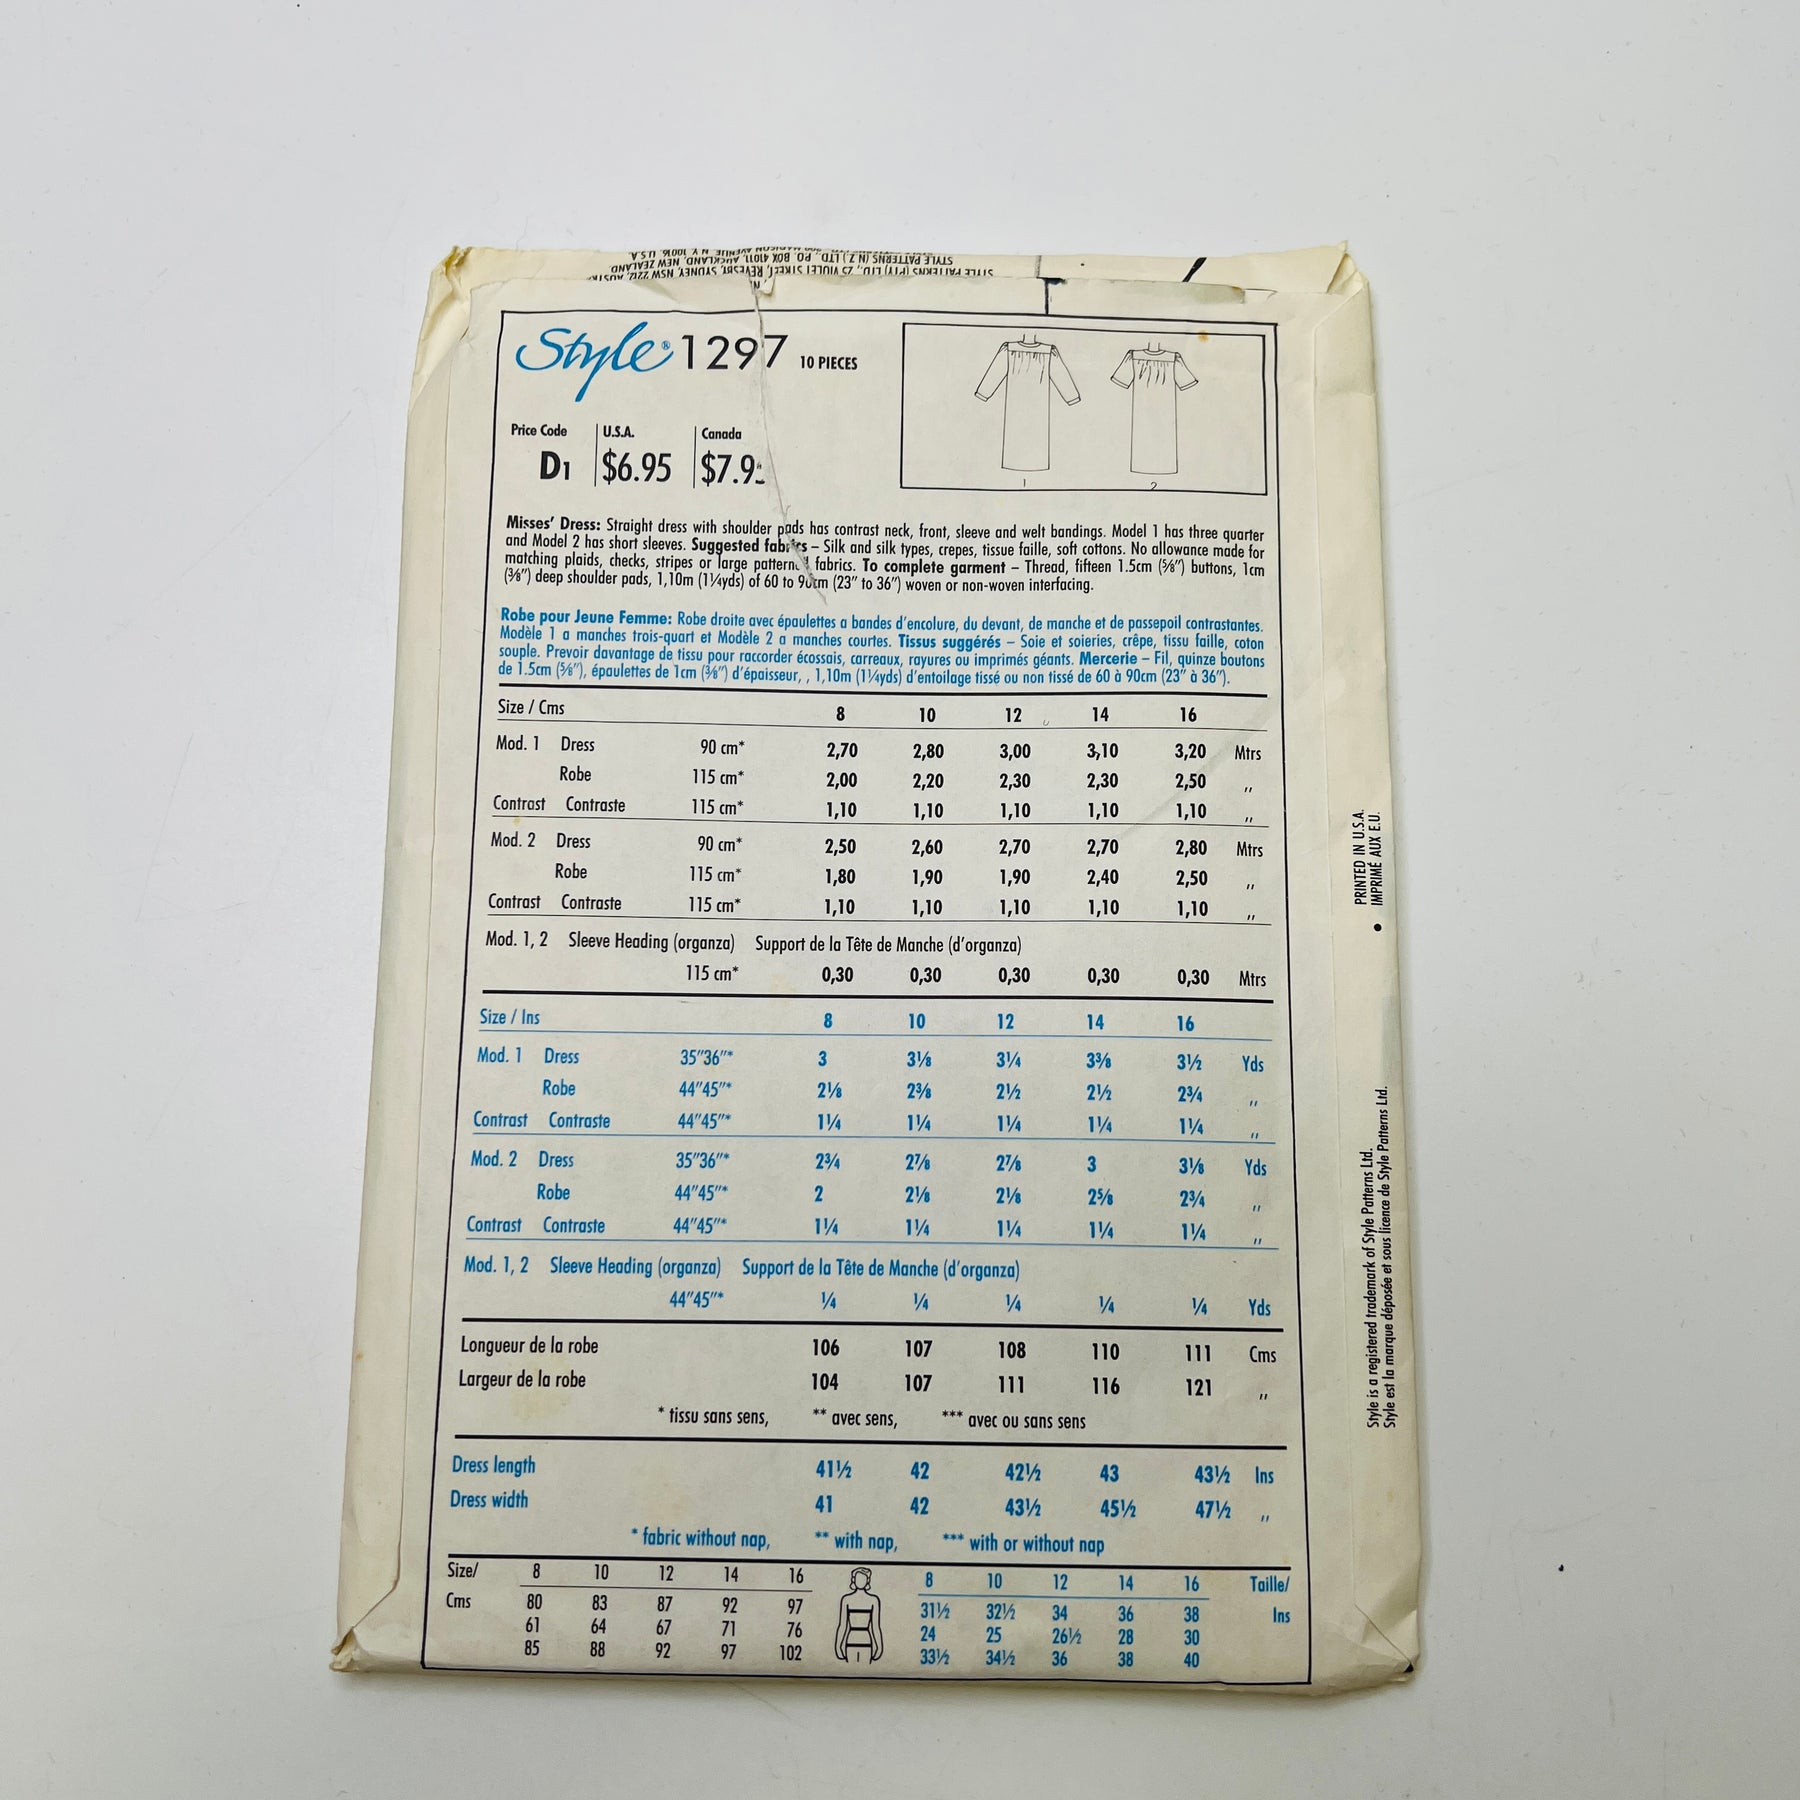 STYLE PATTERNS (PTY) LTD., 25 VIOLET STREET, REVESBY, SYDNEY, NSW 2212,
STYLE PATTERNS (N Z ) LTD , P.O. BOX 41011, AUCKLAND, NEW ZEALAND
MADISON AVENUE, N.Y. 10016, U.S.A.
Style® 1297 10 PIECES
Price Code U.S.A. Canada
D1 $6.95 $7.9
1 2
Misses' Dress: Straight dress with shoulder pads has contrast neck, front, sleeve and welt bandings. Model 1 has three quarter
and Model 2 has short sleeves. Suggested fabrics – Silk and silk types, crepes, tissue faille, soft cottons. No allowance made for
matching plaids, checks, stripes or large patterned fabrics. To complete garment – Thread, fifteen 1.5cm (⅝") buttons, 1cm
(⅜") deep shoulder pads, 1,10m (1¼yds) of 60 to 90cm (23" to 36") woven or non-woven interfacing.
Robe pour Jeune Femme: Robe droite avec épaulettes a bandes d'encolure, du devant, de manche et de passepoil contrastantes.
Modèle 1 a manches trois-quart et Modèle 2 a manches courtes. Tissus suggérés – Soie et soieries, crêpe, tissu faille, coton
souple. Prevoir davantage de tissu pour raccorder écossais, carreaux, rayures ou imprimés géants. Mercerie – Fil, quinze boutons
de 1.5cm (⅝"), épaulettes de 1cm (⅜") d'épaisseur, , 1,10m (1¼yds) d'entoilage tissé ou non tissé de 60 à 90cm (23" à 36").
Size / Cms 8 10 12 14 16
Mod. 1 Dress 90 cm* 2,70 2,80 3,00 3,10 3,20 Mtrs
Robe 115 cm* 2,00 2,20 2,30 2,30 2,50 ,,
Contrast Contraste 115 cm* 1,10 1,10 1,10 1,10 1,10 ,,
Mod. 2 Dress 90 cm* 2,50 2,60 2,70 2,70 2,80 Mtrs
Robe 115 cm* 1,80 1,90 1,90 2,40 2,50 ,,
Contrast Contraste 115 cm* 1,10 1,10 1,10 1,10 1,10 ,,
Mod. 1, 2 Sleeve Heading (organza) Support de la Tête de Manche (d'organza)
115 cm* 0,30 0,30 0,30 0,30 0,30 Mtrs
Size / Ins 8 10 12 14 16
Mod. 1 Dress 35"36"* 3 3⅛ 3¼ 3⅜ 3½ Yds
Robe 44"45"* 2⅛ 2⅜ 2½ 2½ 2¾ ,,
Contrast Contraste 44"45"* 1¼ 1¼ 1¼ 1¼ 1¼ ,,
Mod. 2 Dress 35"36"* 2¾ 2⅞ 2⅞ 3 3⅛ Yds
Robe 44"45"* 2 2⅛ 2⅛ 2⅝ 2¾ ,,
Contrast Contraste 44"45"* 1¼ 1¼ 1¼ 1¼ 1¼ ,,
Mod. 1, 2 Sleeve Heading (organza) Support de la Tête de Manche (d'organza)
44"45"* ¼ ¼ ¼ ¼ ¼ Yds
Longueur de la robe 106 107 108 110 111 Cms
Largeur de la robe 104 107 111 116 121 ,,
* tissu sans sens, ** avec sens, *** avec ou sans sens
Dress length 41½ 42 42½ 43 43½ Ins
Dress width 41 42 43½ 45½ 47½ ,,
* fabric without nap, ** with nap, *** with or without nap
Size/ 8 10 12 14 16 8 10 12 14 16 Taille/
Cms 80 83 87 92 97 31½ 32½ 34 36 38 Ins
61 64 67 71 76 24 25 26½ 28 30
85 88 92 97 102 33½ 34½ 36 38 40
PRINTED IN U.S.A.
• IMPRIMÉ AUX E.U.
Style is a registered trademark of Style Patterns Ltd.
Style est la marque déposée et sous licence de Style Patterns Ltd.